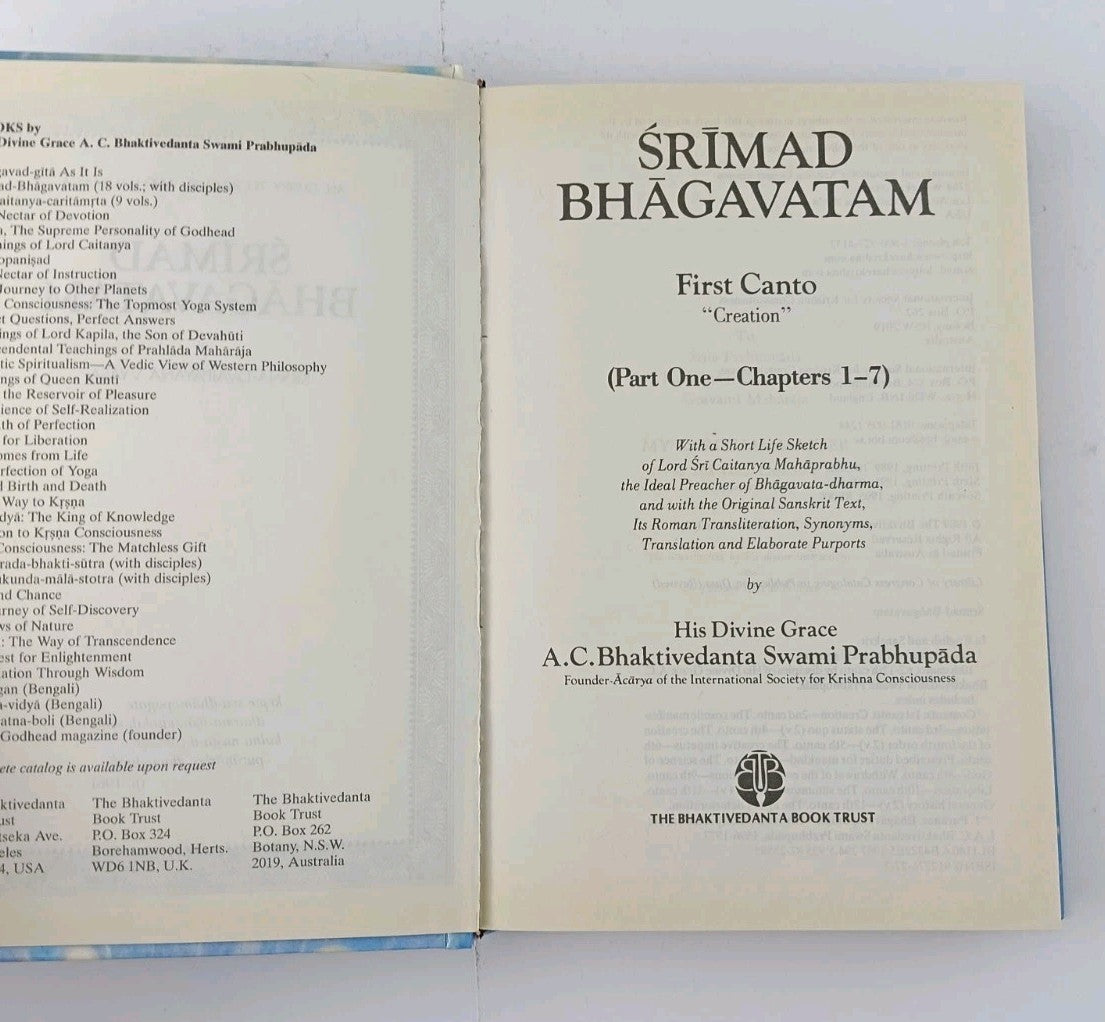 OKS by
Divine Grace A. C. Bhaktivedanta Swami Prabhupāda
gavad-gītā As It Is
ad-Bhāgavatam (18 vols.; with disciples)
aitanya-caritāmṛta (9 vols.)
Nectar of Devotion
a, The Supreme Personality of Godhead
nings of Lord Caitanya
opaniṣad
Nectar of Instruction
Journey to Other Planets
Consciousness: The Topmost Yoga System
ct Questions, Perfect Answers
ings of Lord Kapila, the Son of Devahūti
cendental Teachings of Prahlāda Mahārāja
tic Spiritualism—A Vedic View of Western Philosophy
ngs of Queen Kuntī
the Reservoir of Pleasure
ience of Self-Realization
th of Perfection
for Liberation
omes from Life
rfection of Yoga
d Birth and Death
Way to Kṛṣṇa
dyā: The King of Knowledge
on to Kṛṣṇa Consciousness
Consciousness: The Matchless Gift
rada-bhakti-sūtra (with disciples)
kunda-mālā-stotra (with disciples)
nd Chance
urney of Self-Discovery
ws of Nature
: The Way of Transcendence
est for Enlightenment
ation Through Wisdom
gan (Bengali)
a-vidyā (Bengali)
ratna-boli (Bengali)
Godhead magazine (founder)
ete catalog is available upon request
ktivedanta
ust
tseka Ave.
eles
4, USA
The Bhaktivedanta
Book Trust
P.O. Box 324
Borehamwood, Herts.
WD6 1NB, U.K.
The Bhaktivedanta
Book Trust
P.O. Box 262
Botany, N.S.W.
2019, Australia
ŚRĪMAD
BHĀGAVATAM
First Canto
“Creation”
(Part One—Chapters 1–7)
With a Short Life Sketch
of Lord Śrī Caitanya Mahāprabhu,
the Ideal Preacher of Bhāgavata-dharma,
and with the Original Sanskrit Text,
Its Roman Transliteration, Synonyms,
Translation and Elaborate Purports
by
His Divine Grace
A.C.Bhaktivedanta Swami Prabhupāda
Founder-Ācārya of the International Society for Krishna Consciousness
BBT
THE BHAKTIVEDANTA BOOK TRUST